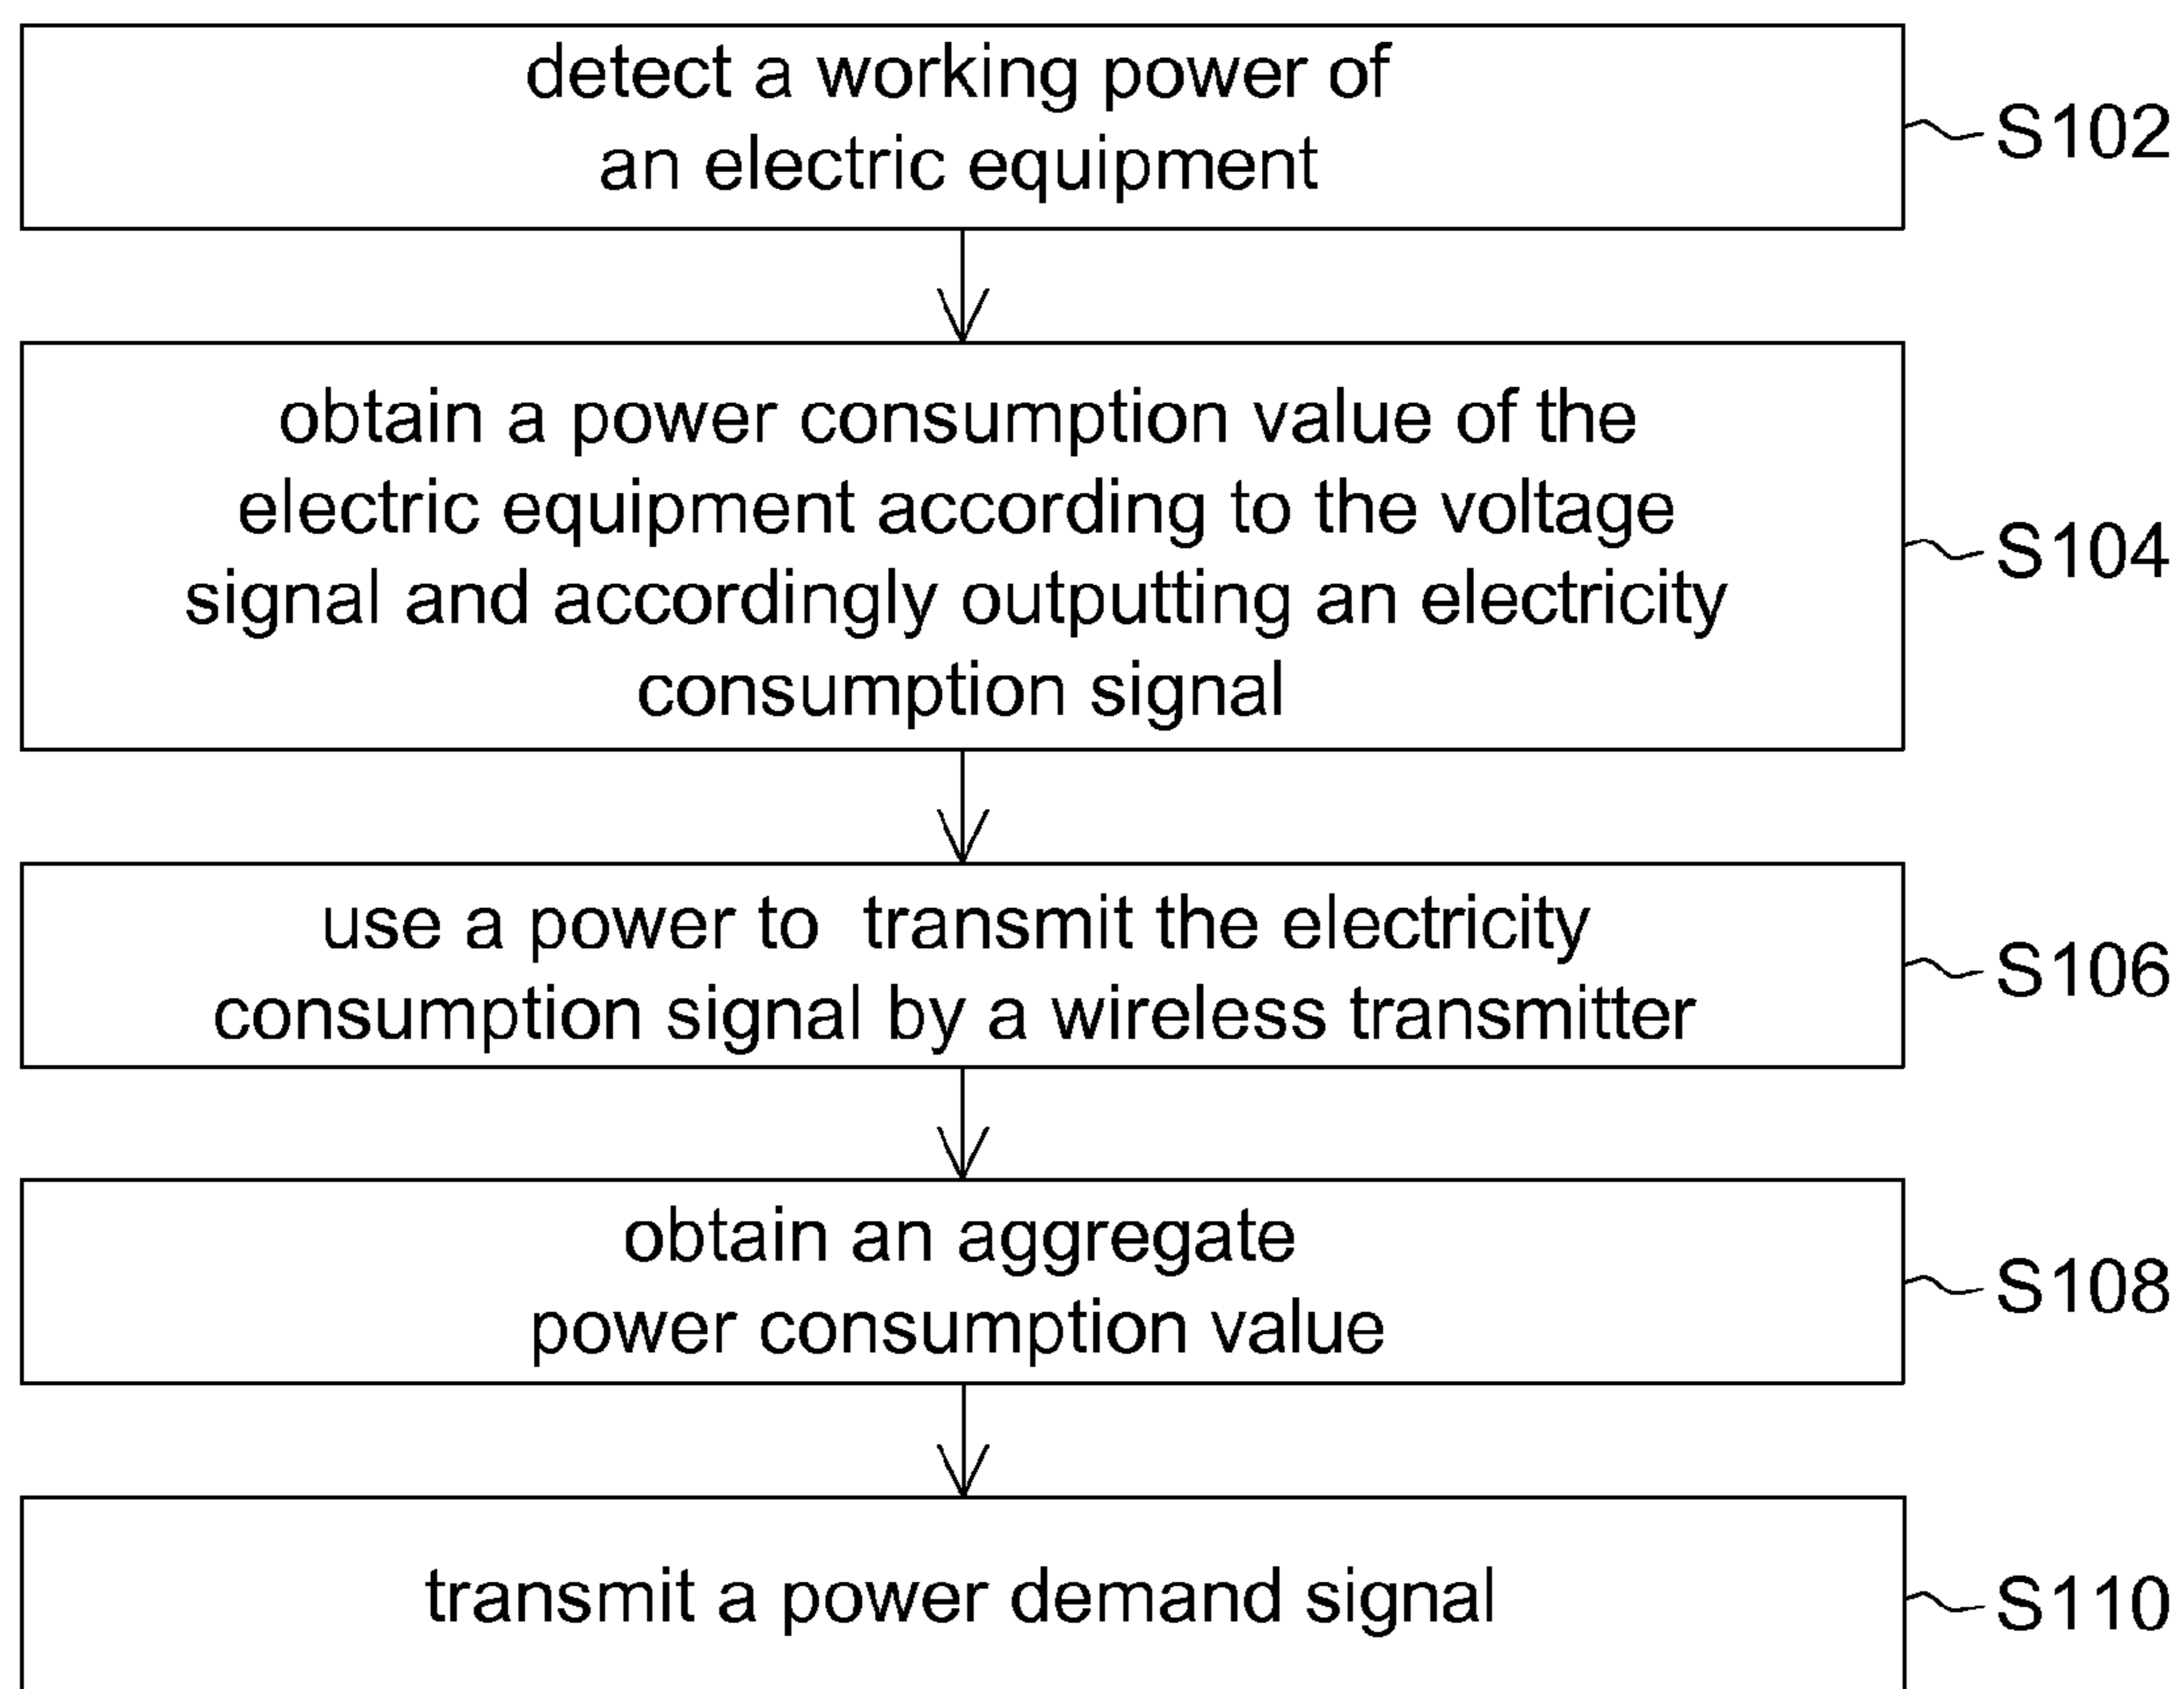 detect a working power of
an electric equipment
S102
obtain a power consumption value of the
electric equipment according to the voltage
signal and accordingly outputting an electricity
consumption signal
S104
use a power to  transmit the electricity
consumption signal by a wireless transmitter
S106
obtain an aggregate
power consumption value
S108
transmit a power demand signal
S110